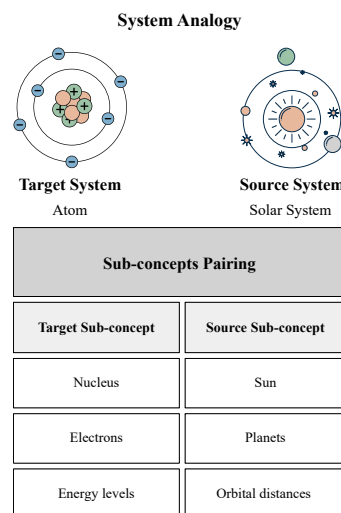 System Analogy
Target System
Source System
Atom
Solar System
Sub-concepts Pairing
Target Sub-concept
Source Sub-concept
Nucleus
Sun
Electrons
Planets
Energy levels
Orbital distances